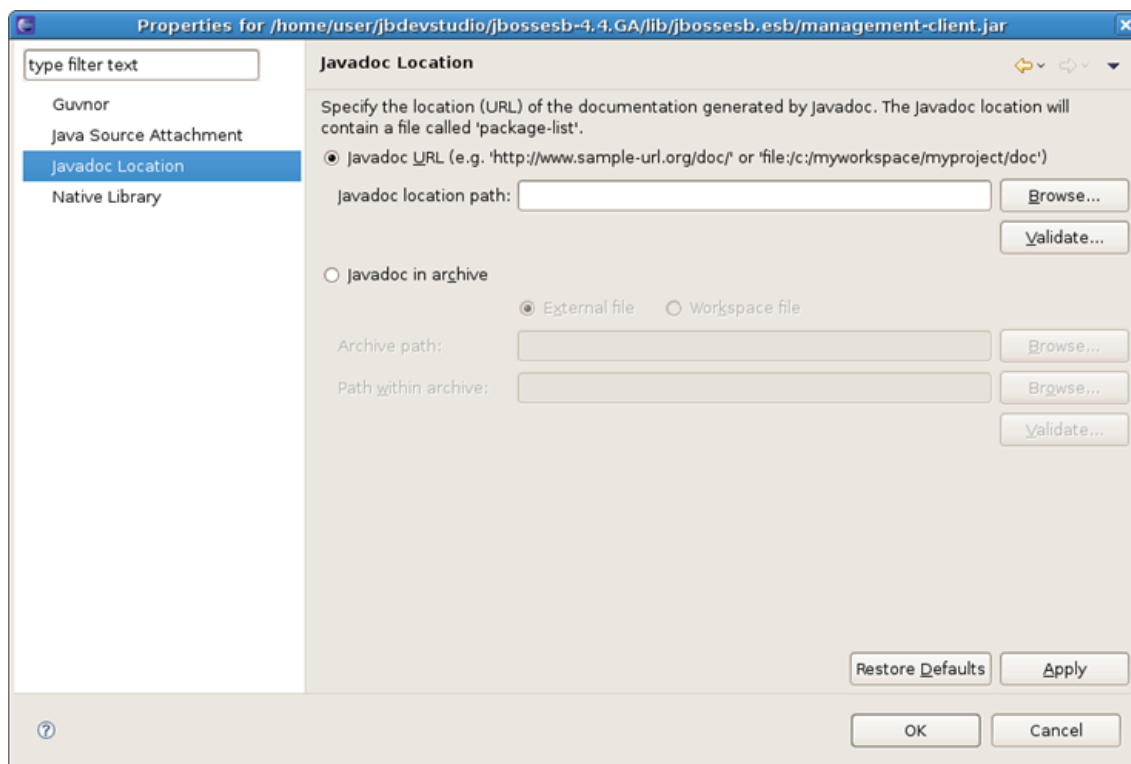 Properties for /home/user/jbdevstudio/jbossesb-4.4.GA/lib/jbossesb.esb/management-client.jar
type filter text
Guvnor
Java Source Attachment
Javadoc Location
Native Library
Javadoc Location
Specify the location (URL) of the documentation generated by Javadoc. The Javadoc location will
contain a file called 'package-list'.
Javadoc URL (e.g. 'http://www.sample-url.org/doc/' or 'file:/c:/myworkspace/myproject/doc')
Javadoc location path: Browse...
Validate...
Javadoc in archive
External file Workspace file
Archive path: Browse...
Path within archive: Browse...
Validate...
Restore Defaults Apply
OK Cancel